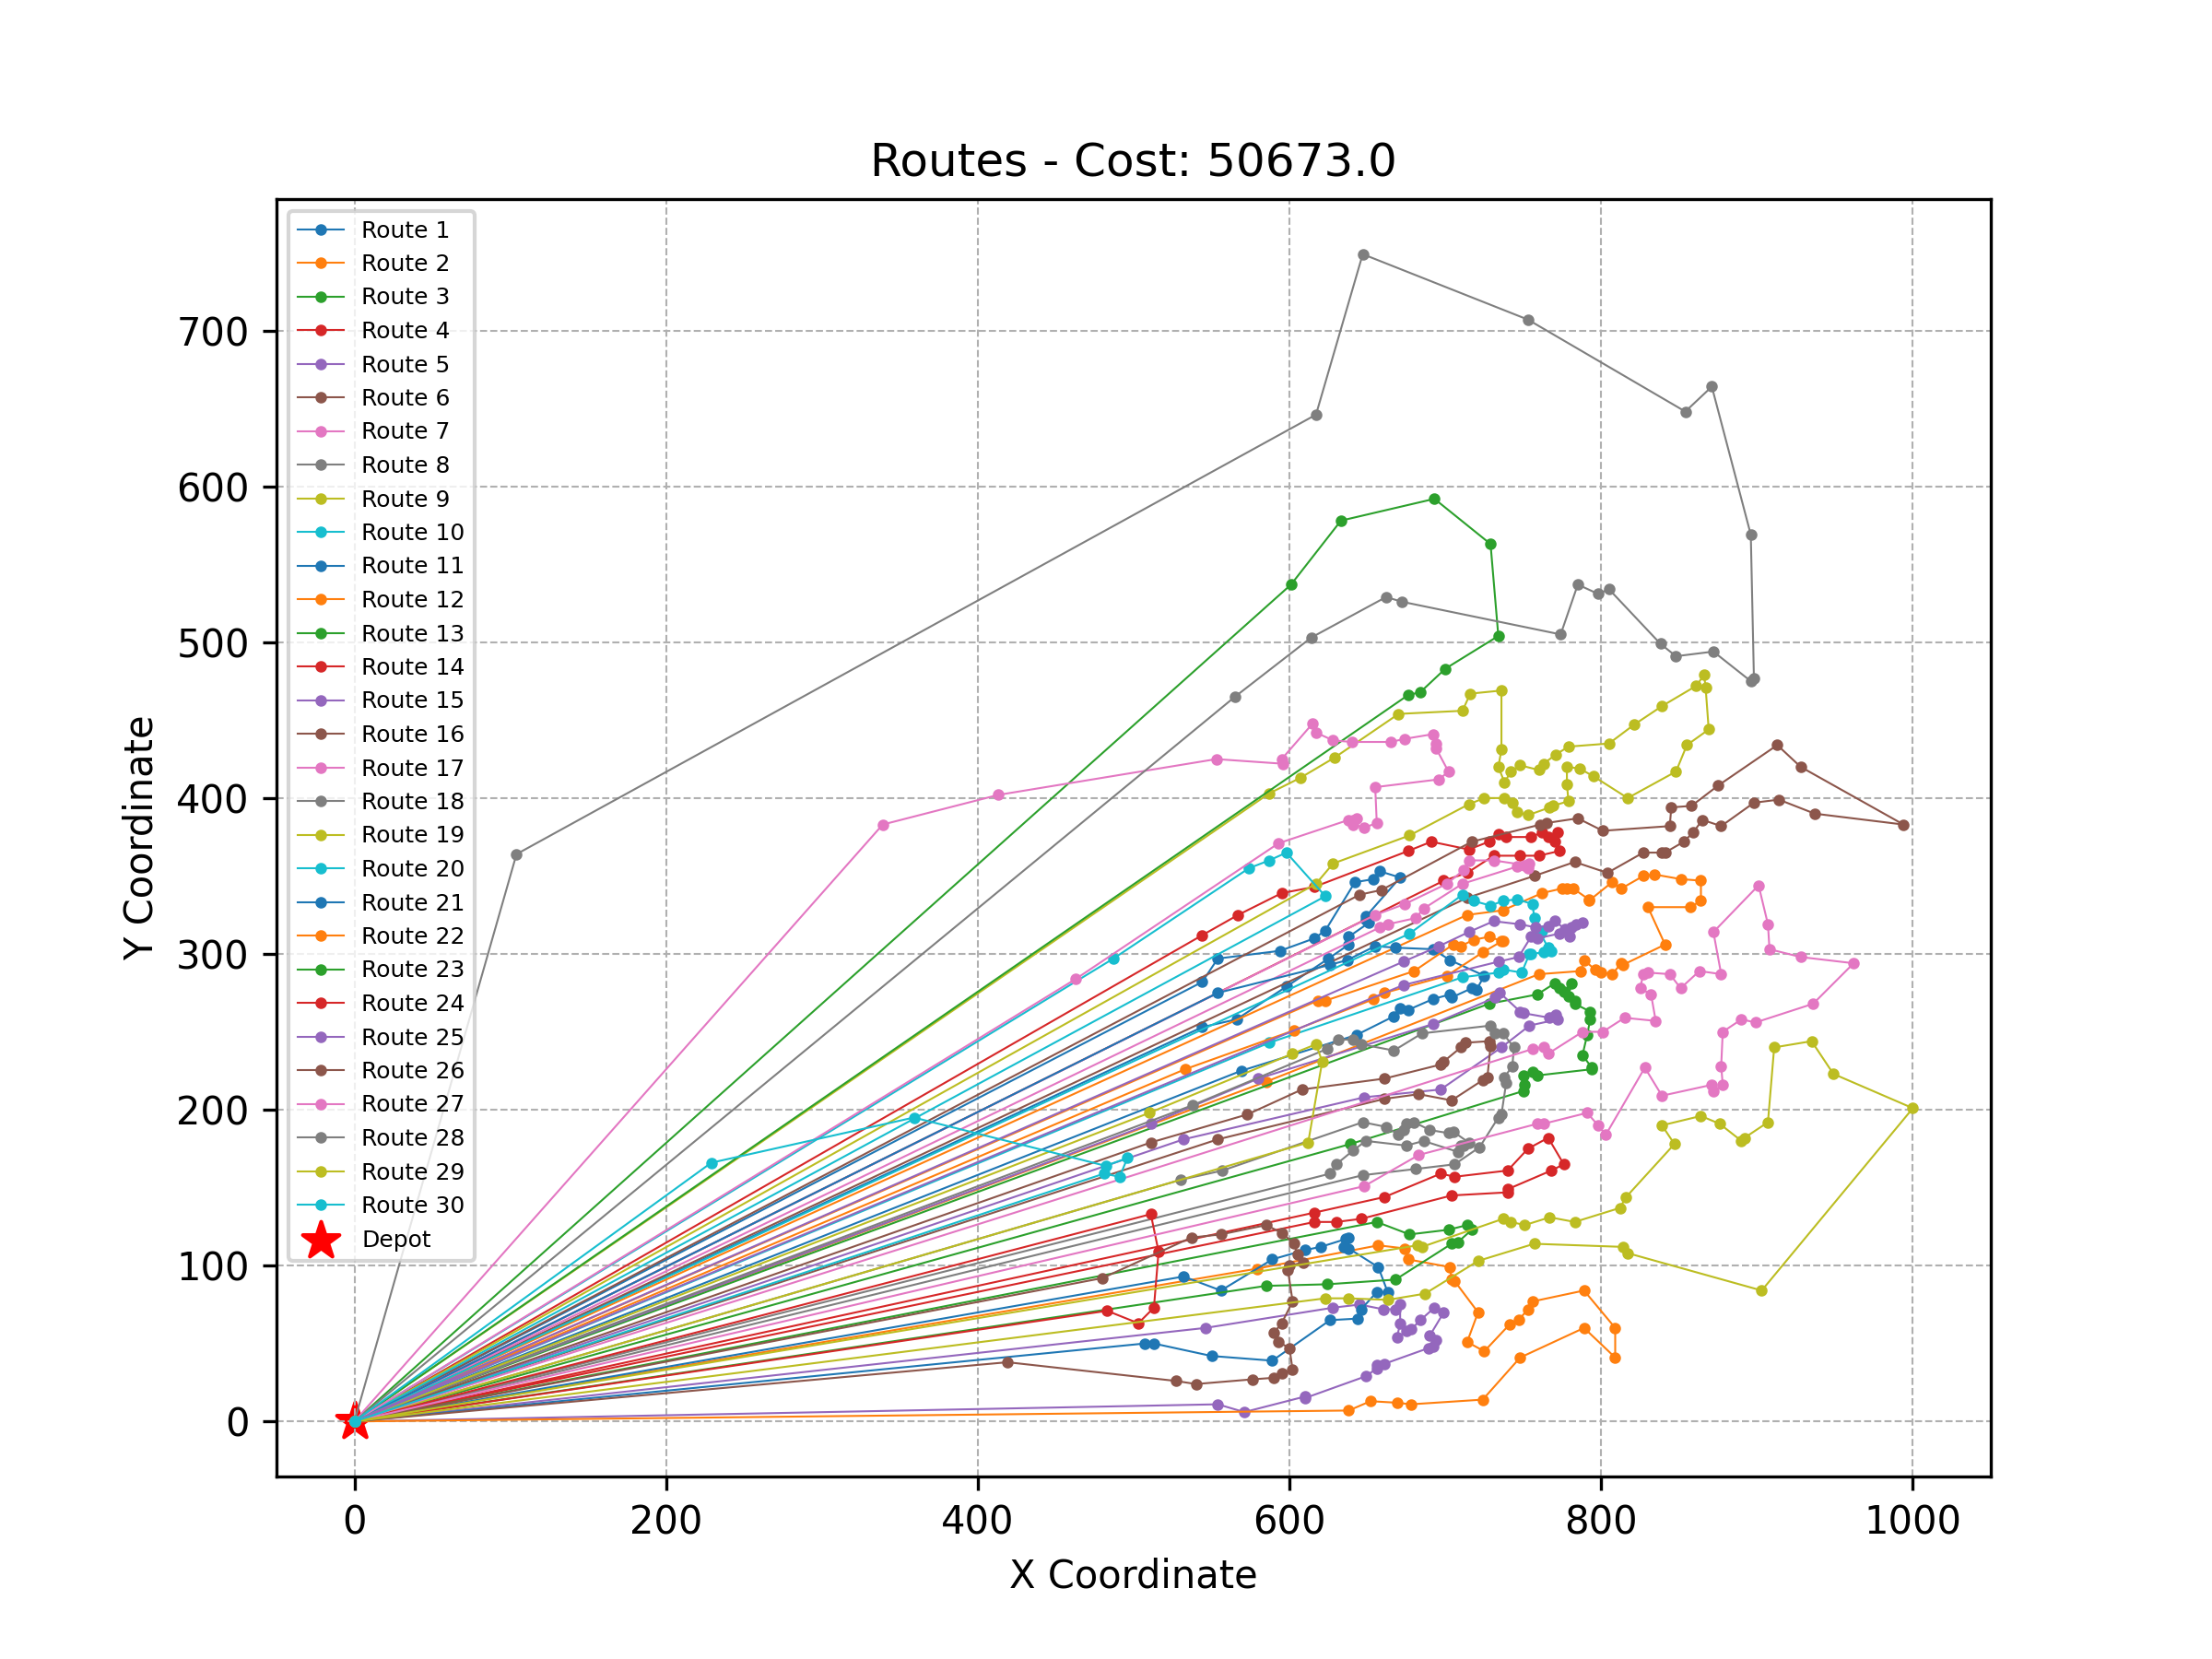 Routes - Cost: 50673.0
Route 1
Route 2
Route 3
Route 4
Route 5
Route 6
Route 7
Route 8
Route 9
Route 10
Route 11
Route 12
Route 13
Route 14
Route 15
Route 16
Route 17
Route 18
Route 19
Route 20
Route 21
Route 22
Route 23
Route 24
Route 25
Route 26
Route 27
Route 28
Route 29
Route 30
Depot
700
600
500
400
300
200
100
0
Y Coordinate
0 200 400 600 800 1000
X Coordinate